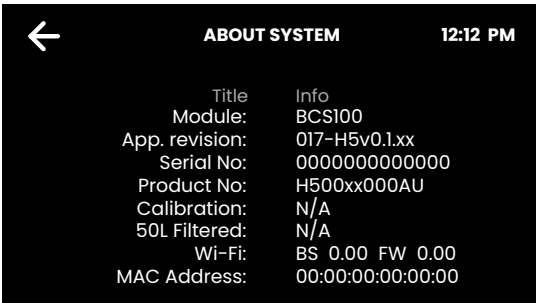 ABOUT SYSTEM 12:12 PM
Title Info
Module: BCS100
App. revision: 017-H5v0.1.xx
Serial No: 0000000000000
Product No: H500xx000AU
Calibration: N/A
50L Filtered: N/A
Wi-Fi: BS 0.00 FW 0.00
MAC Address: 00:00:00:00:00:00